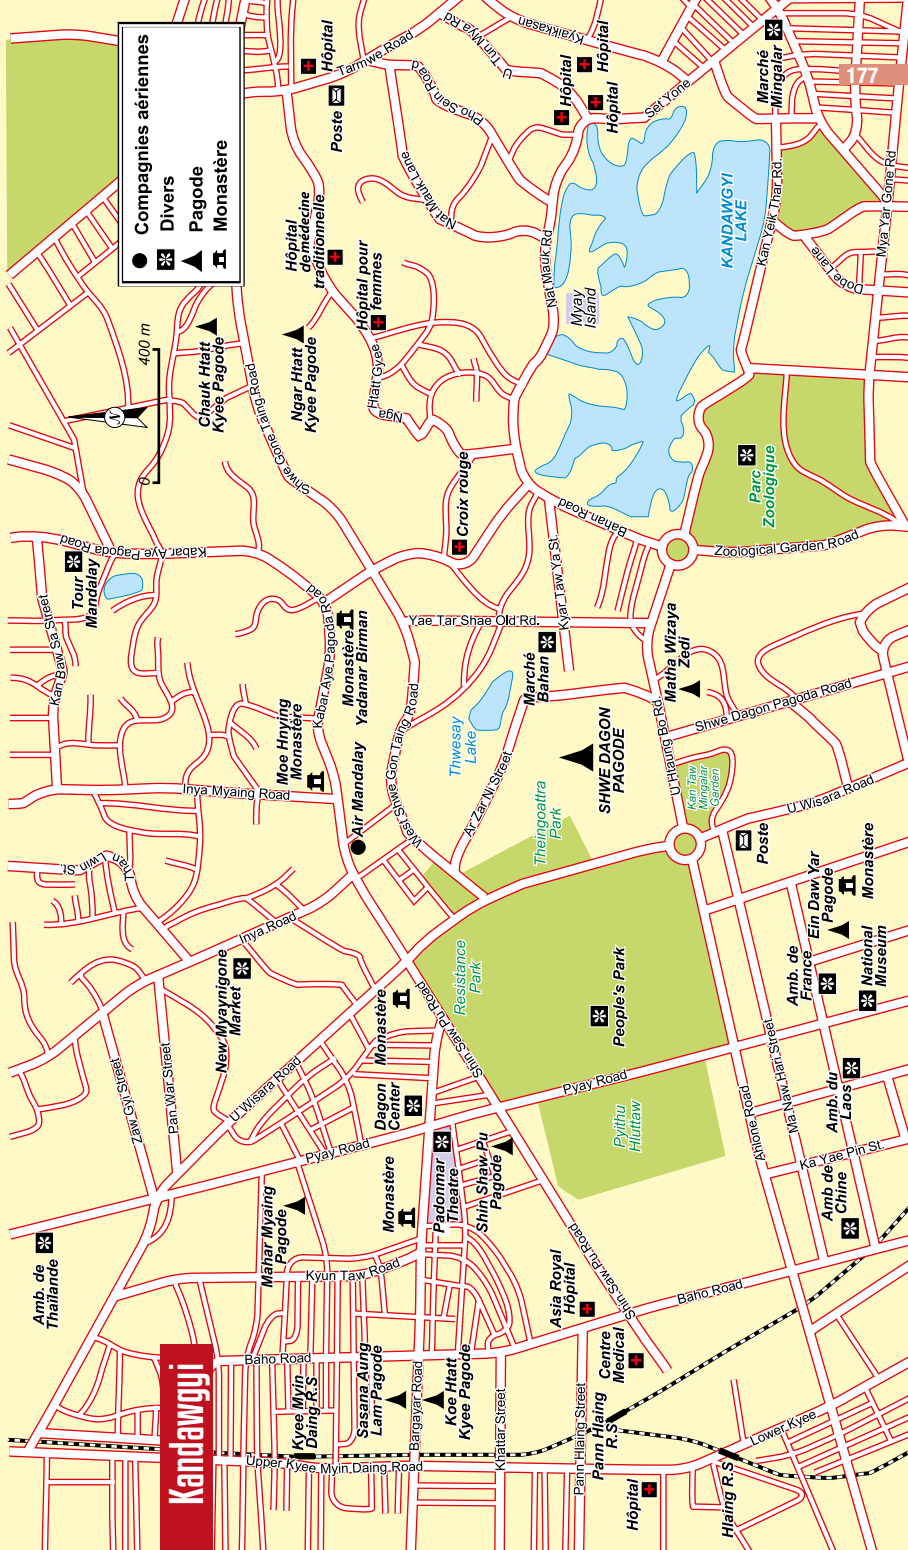 Kandawgyi
177
Compagnies aériennes
Divers
Pagode
Monastère
0
400 m
N
Hôpital
Tarmwe Road
Poste
U Tun Mya Rd
Kyaikkasan
Pho Sein Road
Hôpital
Hôpital
Hôpital
Set Yone
Marché
Mingalar
Nat Mauk Lane
Hôpital
demédecine
traditionnelle
Hôpital pour
femmes
Nat Mauk Rd
Myay
Island
KANDAWGYI
LAKE
Kan Yeik Thar Rd.
Dobe Lane
Mya Yar Gone Rd
Chauk Htatt
Kyee Pagode
Ngar Htatt
Kyee Pagode
Nga
Htatt Gyee
Shwe Gone Taing Road
Croix rouge
Parc
Zoologique
Zoological Garden Road
Bahan Road
Kyar Taw Ya St.
Kabar Aye Pagoda Road
Tour
Mandalay
Kan Baw Sa Street
Kabar Aye Pagoda Road
Monastère
Yadanar Birman
Yae Tar Shae Old Rd.
Marché
Bahan
Matha Wizaya
Zedi
Shwe Dagon Pagoda Road
U Htaung Bo Rd.
Moe Hnying
Monastère
Inya Myaing Road
Air Mandalay
West Shwe Gon Taing Road
Thwesay
Lake
Ar Zar Ni Street
SHWE DAGON
PAGODE
Theingoattra
Park
Kan Taw
Mingalar
Garden
U Wisara Road
Poste
Than Lwin St.
Inya Road
New Myaynigone
Market
Monastère
Resistance
Park
People's Park
Shin Saw Pu Road
Ein Daw Yar
Pagode
Monastère
Amb. de
France
National
Museum
Zaw Gyi Street
Pan War Street
U Wisara Road
Dagon
Center
Pyay Road
Pyay Road
Pyithu
Hluttaw
Ahlone Road
Ma Naw Hari Street
Amb. du
Laos
Ka Yae Pin St.
Amb de
Chine
Padonmar
Theatre
Shin Shaw Pu
Pagode
Monastère
Mahar Myaing
Pagode
Kyun Taw Road
Amb. de
Thaïlande
Shin Saw Pu Road
Asia Royal
Hôpital
Centre
Medical
Baho Road
Baho Road
Kyee Myin
Dang R.S
Sasana Aung
Lam Pagode
Bargayar Road
Koe Htatt
Kyee Pagode
Khattar Street
Pann Hlaing Street
Pann Hlaing
R.S
Upper Kyee Myin Daing Road
Lower Kyee
Hlaing R.S
Hôpital